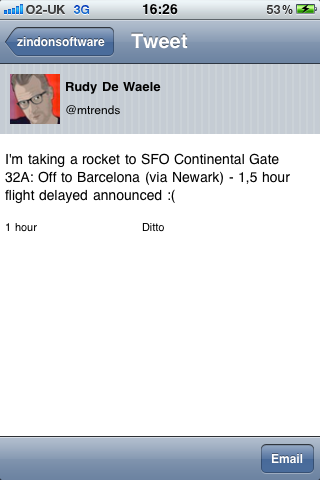 O2-UK 3G 16:26 53%
zindonsoftware Tweet
Rudy De Waele
@mtrends
I'm taking a rocket to SFO Continental Gate
32A: Off to Barcelona (via Newark) - 1,5 hour
flight delayed announced :(
1 hour Ditto
Email